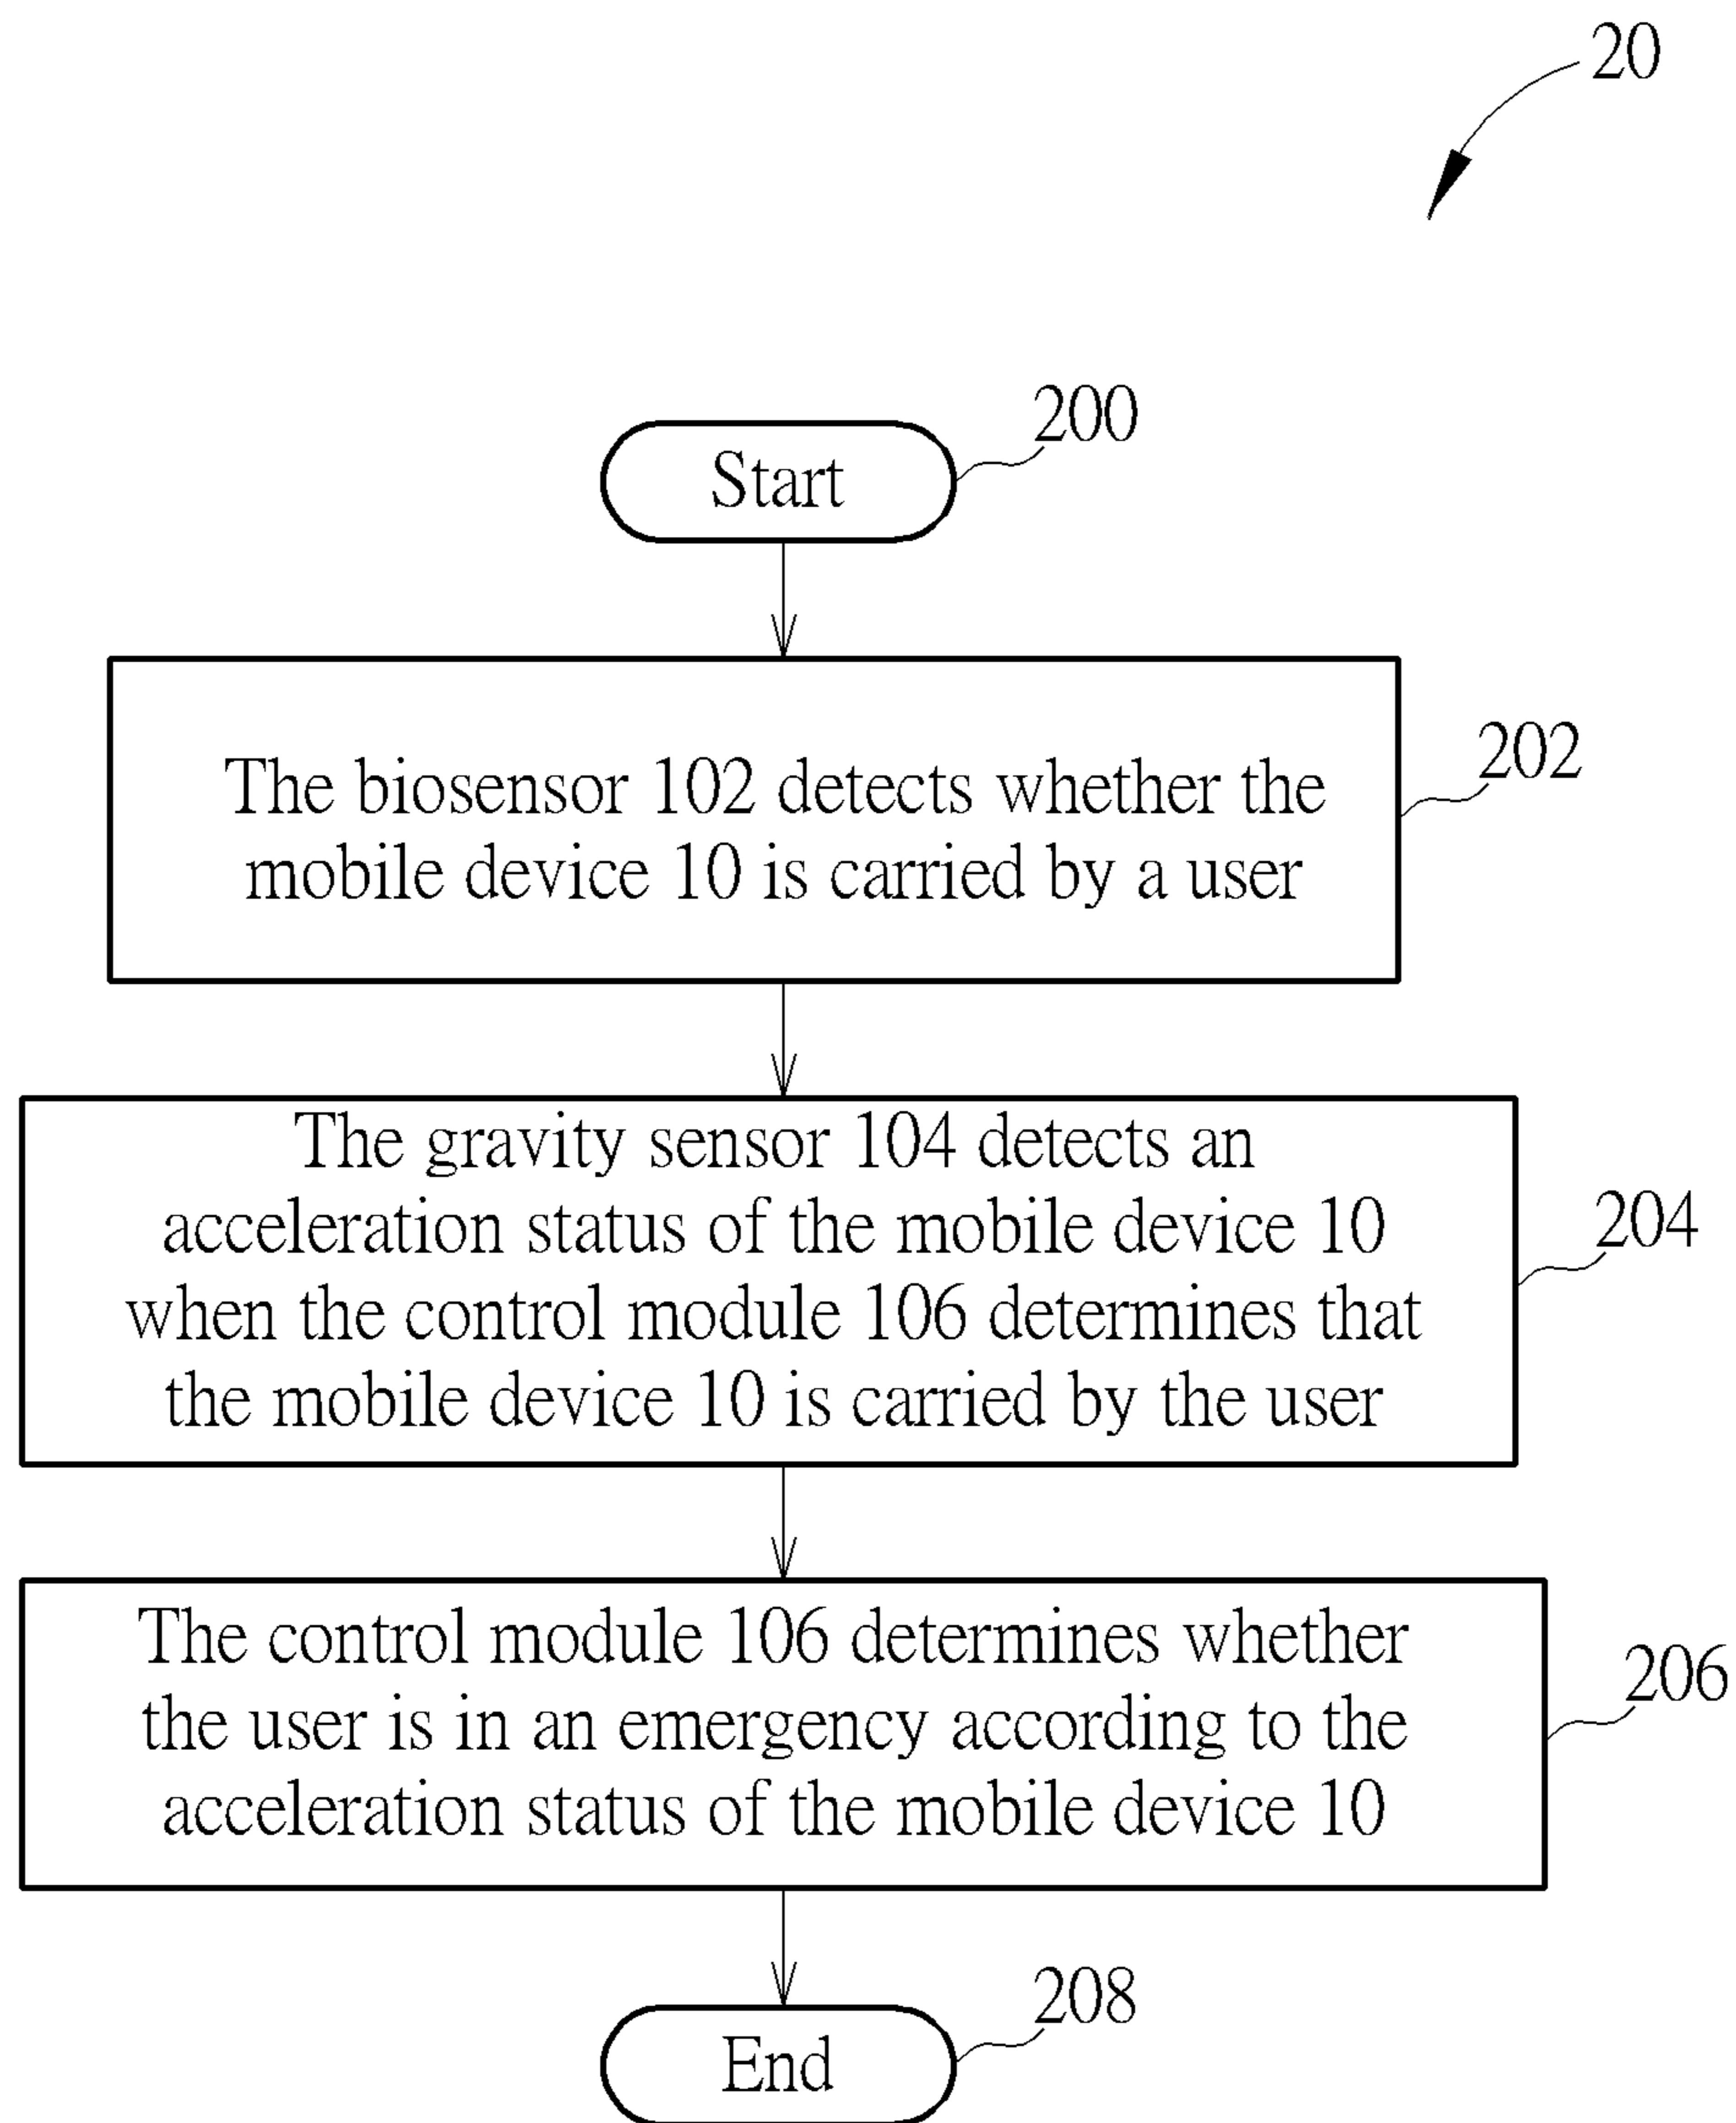 20
200
Start
202
The biosensor 102 detects whether the
mobile device 10 is carried by a user
The gravity sensor 104 detects an
acceleration status of the mobile device 10
when the control module 106 determines that
the mobile device 10 is carried by the user
204
The control module 106 determines whether
the user is in an emergency according to the
acceleration status of the mobile device 10
206
208
End